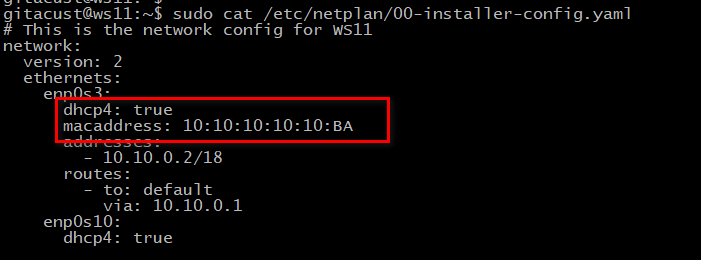 gitacust@ws11:~$
gitacust@ws11:~$ sudo cat /etc/netplan/00-installer-config.yaml
# This is the network config for WS11
network:
  version: 2
  ethernets:
    enp0s3:
      dhcp4: true
      macaddress: 10:10:10:10:10:BA
      addresses:
        - 10.10.0.2/18
      routes:
        - to: default
          via: 10.10.0.1
    enp0s10:
      dhcp4: true